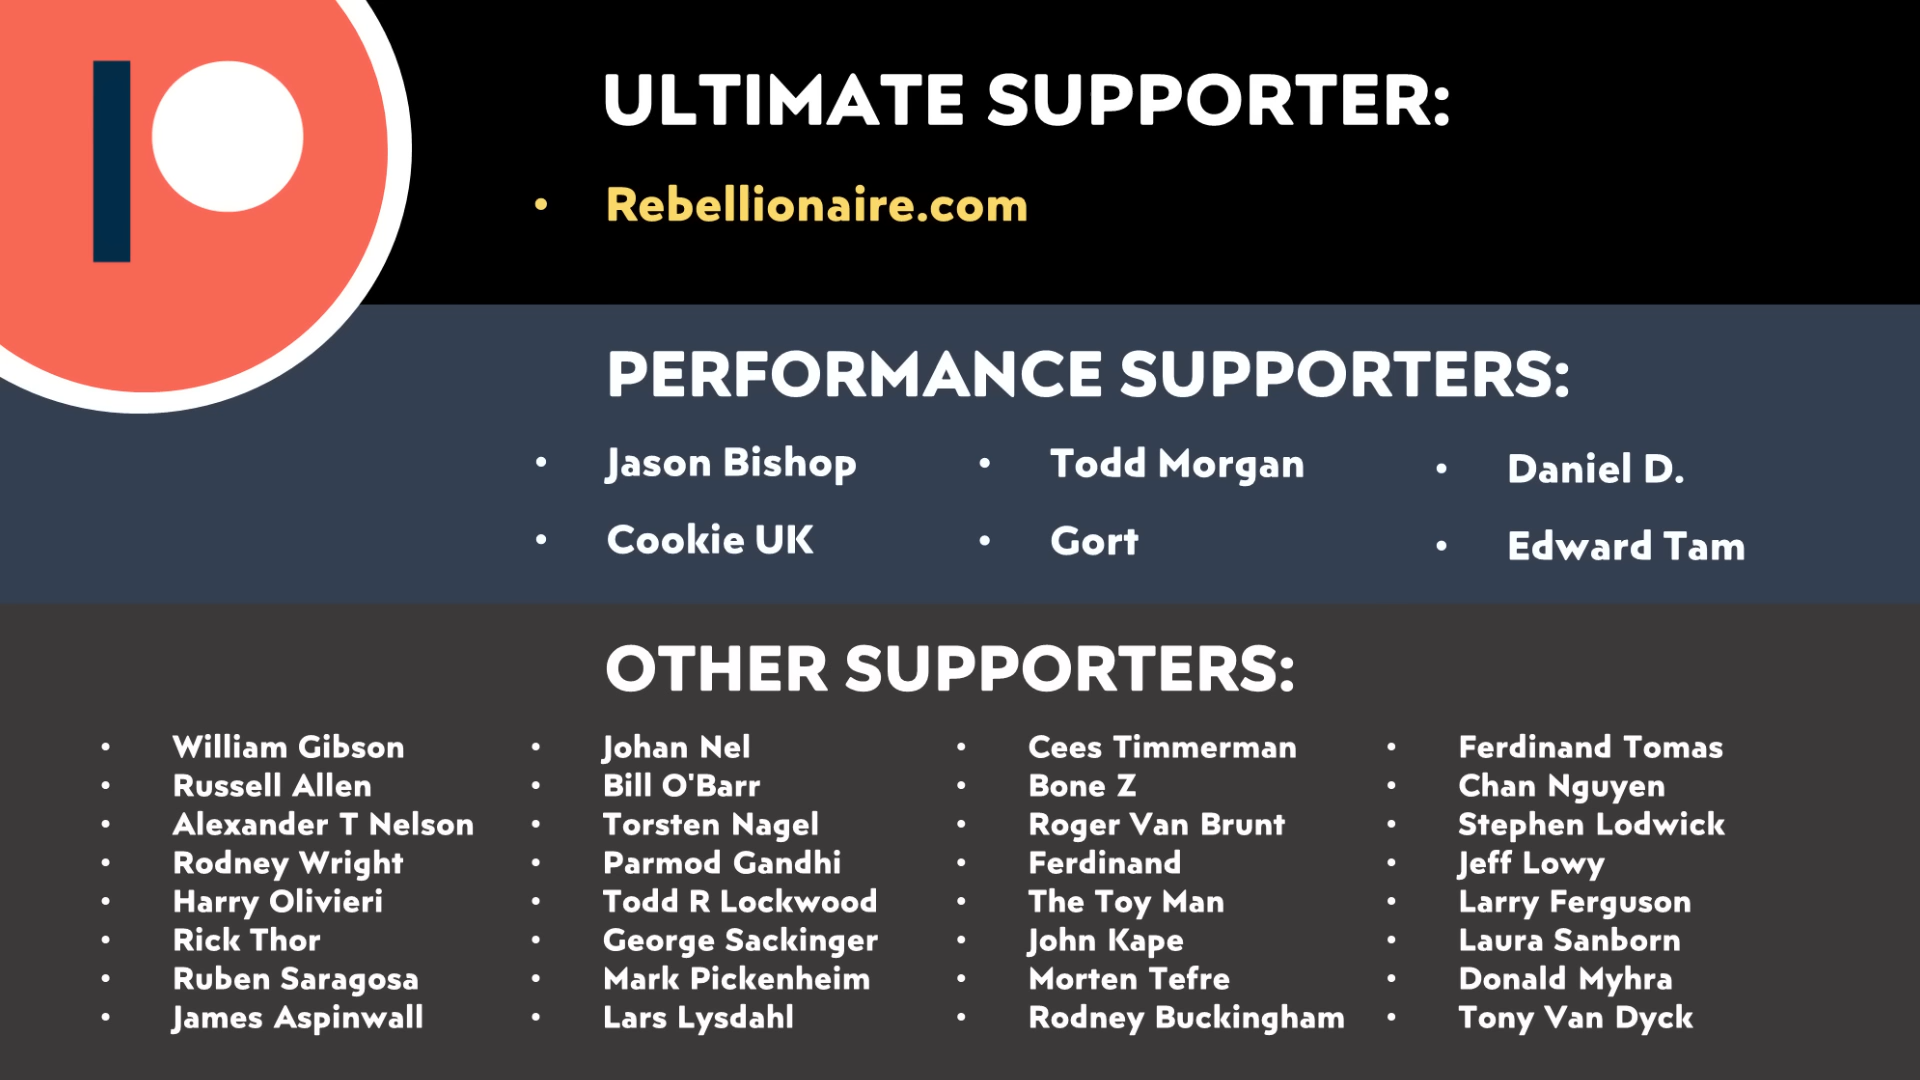 ULTIMATE SUPPORTER:
• Rebellionaire.com
PERFORMANCE SUPPORTERS:
• Jason Bishop
• Cookie UK
• Todd Morgan
• Gort
• Daniel D.
• Edward Tam
OTHER SUPPORTERS:
• William Gibson
• Russell Allen
• Alexander T Nelson
• Rodney Wright
• Harry Olivieri
• Rick Thor
• Ruben Saragosa
• James Aspinwall
• Johan Nel
• Bill O'Barr
• Torsten Nagel
• Parmod Gandhi
• Todd R Lockwood
• George Sackinger
• Mark Pickenheim
• Lars Lysdahl
• Cees Timmerman
• Bone Z
• Roger Van Brunt
• Ferdinand
• The Toy Man
• John Kape
• Morten Tefre
• Rodney Buckingham
• Ferdinand Tomas
• Chan Nguyen
• Stephen Lodwick
• Jeff Lowy
• Larry Ferguson
• Laura Sanborn
• Donald Myhra
• Tony Van Dyck